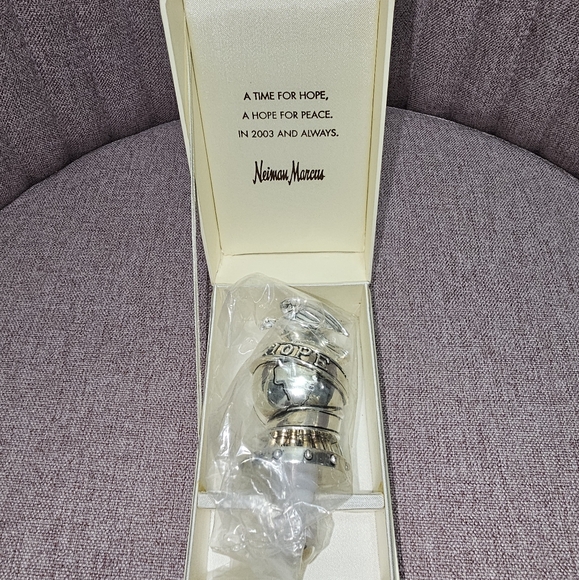 A TIME FOR HOPE,
A HOPE FOR PEACE.
IN 2003 AND ALWAYS.
Neiman Marcus
HOPE